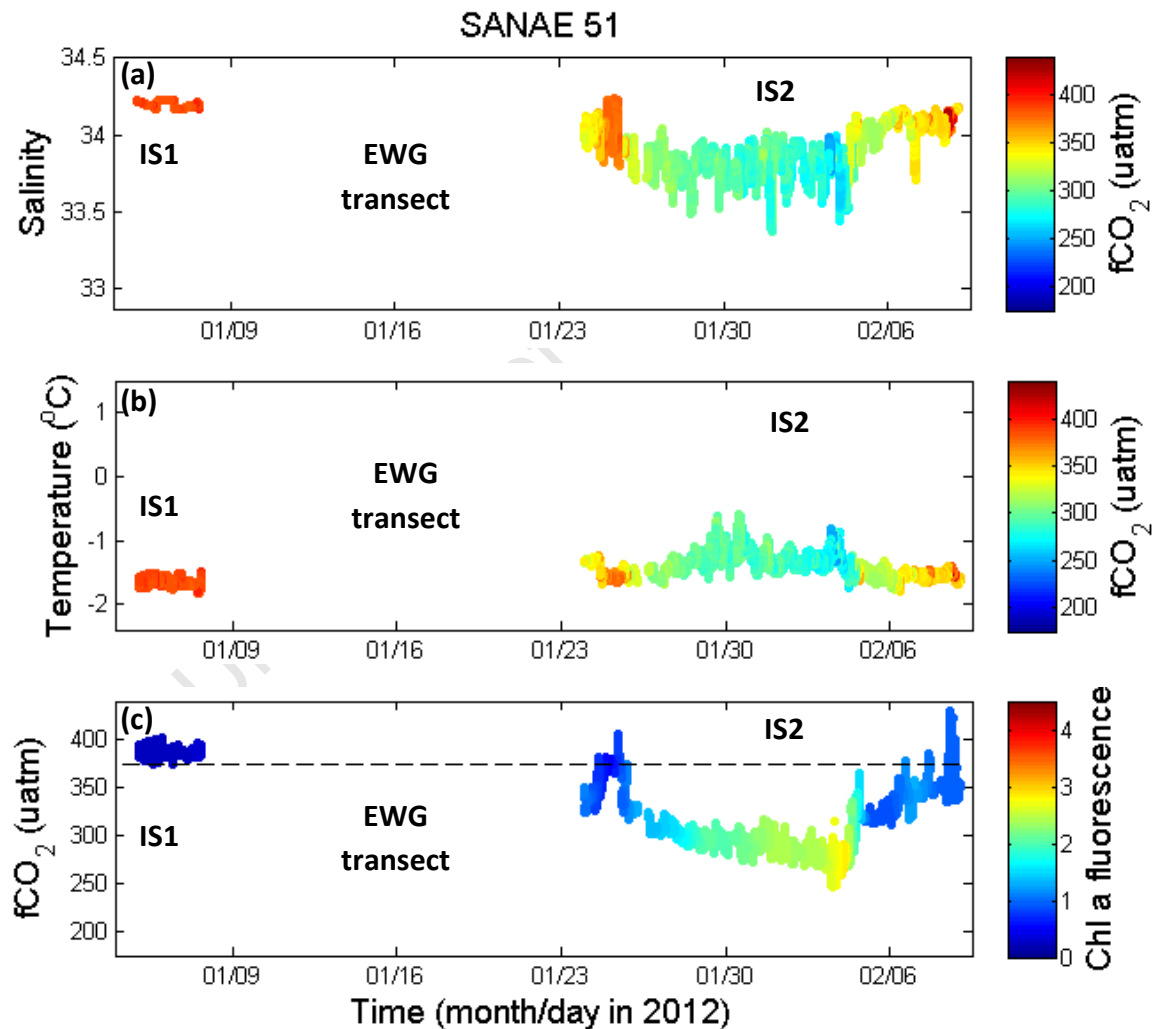 SANAE 51
(a)
IS1
EWG
transect
IS2
34.5
34
33.5
33
Salinity
01/09 01/16 01/23 01/30 02/06
400
350
300
250
200
fCO2 (uatm)
(b)
IS1
EWG
transect
IS2
1
0
-1
-2
Temperature (⁰C)
01/09 01/16 01/23 01/30 02/06
400
350
300
250
200
fCO2 (uatm)
(c)
IS1
EWG
transect
IS2
400
350
300
250
200
fCO2 (uatm)
01/09 01/16 01/23 01/30 02/06
4
3
2
1
0
Chl a fluorescence
Time (month/day in 2012)